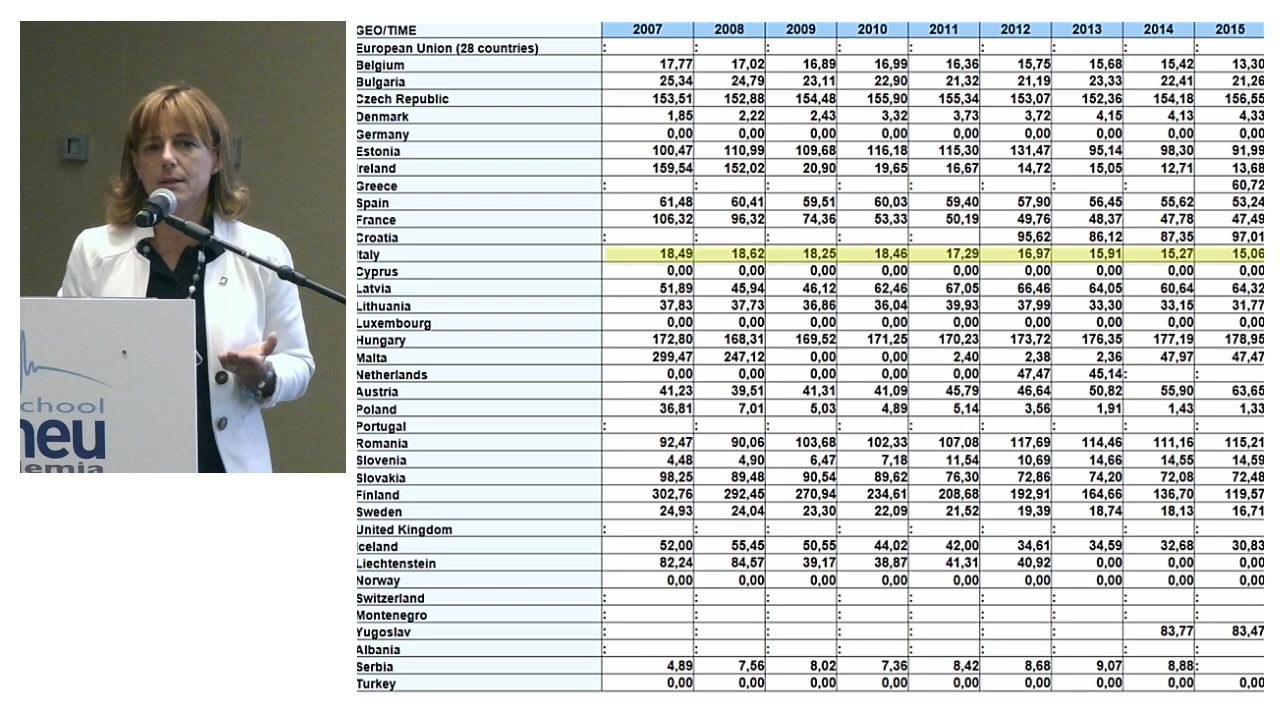 chool
neu
emia
GEO/TIME 2007 2008 2009 2010 2011 2012 2013 2014 2015
European Union (28 countries) : : : : : : : : :
Belgium 17,77 17,02 16,89 16,99 16,36 15,75 15,68 15,42 13,30
Bulgaria 25,34 24,79 23,11 22,90 21,32 21,19 23,33 22,41 21,26
Czech Republic 153,51 152,88 154,48 155,90 155,34 153,07 152,36 154,18 156,55
Denmark 1,85 2,22 2,43 3,32 3,73 3,72 4,15 4,13 4,33
Germany 0,00 0,00 0,00 0,00 0,00 0,00 0,00 0,00 0,00
Estonia 100,47 110,99 109,68 116,18 115,30 131,47 95,14 98,30 91,99
Ireland 159,54 152,02 20,90 19,65 16,67 14,72 15,05 12,71 13,68
Greece : : : : : : : : 60,72
Spain 61,48 60,41 59,51 60,03 59,40 57,90 56,45 55,62 53,24
France 106,32 96,32 74,36 53,33 50,19 49,76 48,37 47,78 47,49
Croatia : : : : : 95,62 86,12 87,35 97,01
Italy 18,49 18,62 18,25 18,46 17,29 16,97 15,91 15,27 15,06
Cyprus 0,00 0,00 0,00 0,00 0,00 0,00 0,00 0,00 0,00
Latvia 51,89 45,94 46,12 62,46 67,05 66,46 64,05 60,64 64,32
Lithuania 37,83 37,73 36,86 36,04 39,93 37,99 33,30 33,15 31,77
Luxembourg 0,00 0,00 0,00 0,00 0,00 0,00 0,00 0,00 0,00
Hungary 172,80 168,31 169,52 171,25 170,23 173,72 176,35 177,19 178,95
Malta 299,47 247,12 0,00 0,00 2,40 2,38 2,36 47,97 47,47
Netherlands 0,00 0,00 0,00 0,00 0,00 47,47 45,14 : :
Austria 41,23 39,51 41,31 41,09 45,79 46,64 50,82 55,90 63,65
Poland 36,81 7,01 5,03 4,89 5,14 3,56 1,91 1,43 1,33
Portugal : : : : : : : : :
Romania 92,47 90,06 103,68 102,33 107,08 117,69 114,46 111,16 115,21
Slovenia 4,48 4,90 6,47 7,18 11,54 10,69 14,66 14,55 14,59
Slovakia 98,25 89,48 90,54 89,62 76,30 72,86 74,20 72,08 72,48
Finland 302,76 292,45 270,94 234,61 208,68 192,91 164,66 136,70 119,57
Sweden 24,93 24,04 23,30 22,09 21,52 19,39 18,74 18,13 16,71
United Kingdom : : : : : : : : :
Iceland 52,00 55,45 50,55 44,02 42,00 34,61 34,59 32,68 30,83
Liechtenstein 82,24 84,57 39,17 38,87 41,31 40,92 0,00 0,00 0,00
Norway 0,00 0,00 0,00 0,00 0,00 0,00 0,00 0,00 0,00
Switzerland : : : : : : : : :
Montenegro : : : : : : : : :
Yugoslav : : : : : : : 83,77 83,47
Albania : : : : : : : : :
Serbia 4,89 7,56 8,02 7,36 8,42 8,68 9,07 8,88 :
Turkey 0,00 0,00 0,00 0,00 0,00 0,00 0,00 0,00 0,00